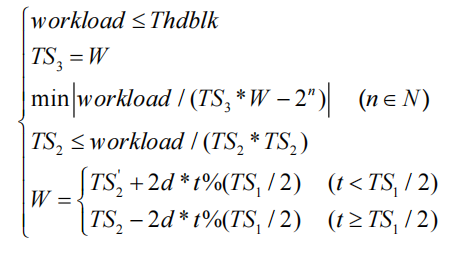 workload ≤ Thdblk
TS₃ = W
min|workload / (TS₃ * W − 2ⁿ)| (n ∈ N)
TS₂ ≤ workload / (TS₂ * TS₂)
W = { TS₂' + 2d * t%(TS₁ / 2) (t < TS₁ / 2)
TS₂ − 2d * t%(TS₁ / 2) (t ≥ TS₁ / 2)